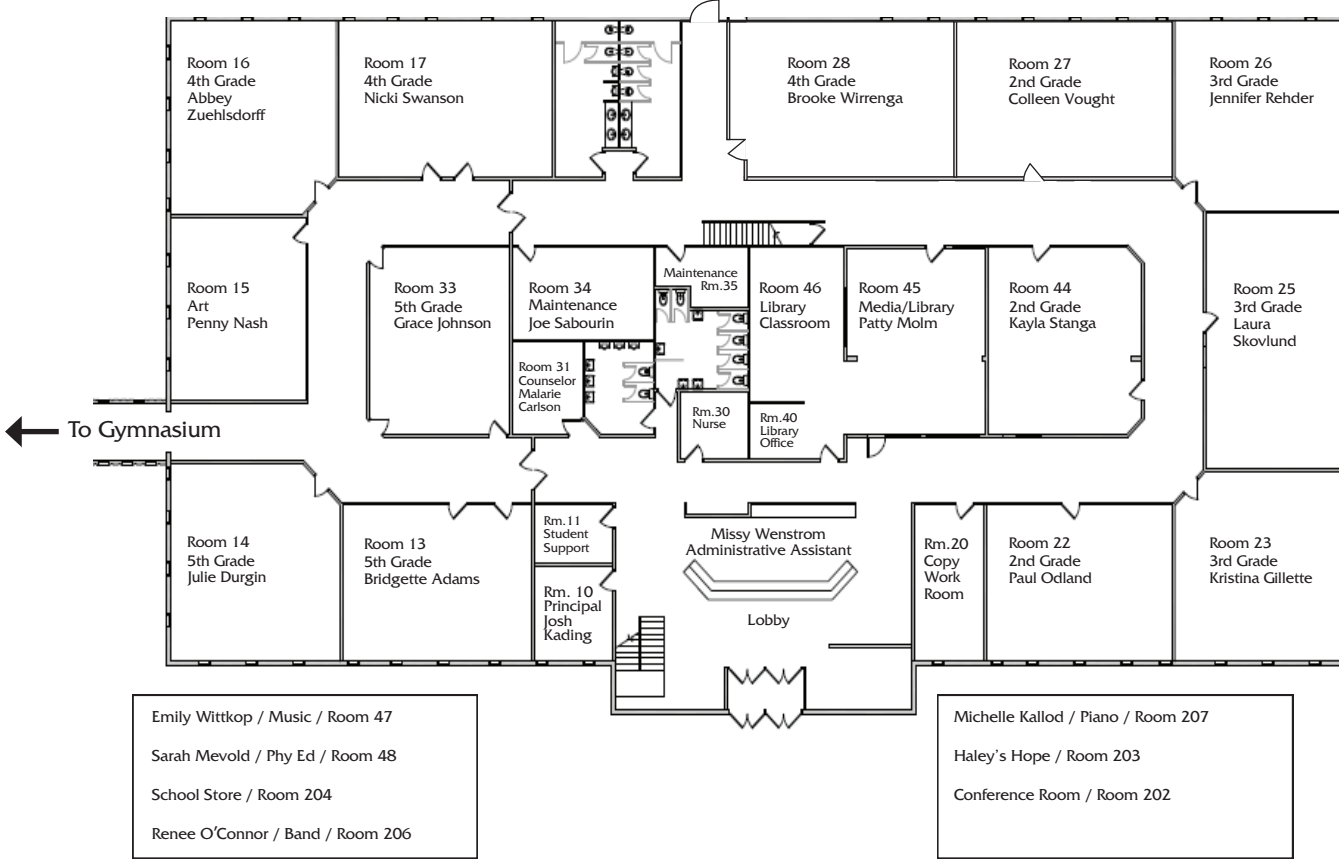 Room 16
4th Grade
Abbey
Zuehlsdorff
Room 17
4th Grade
Nicki Swanson
Room 28
4th Grade
Brooke Wirrenga
Room 27
2nd Grade
Colleen Vought
Room 26
3rd Grade
Jennifer Rehder
Room 15
Art
Penny Nash
Room 33
5th Grade
Grace Johnson
Room 34
Maintenance
Joe Sabourin
Maintenance
Rm.35
Room 46
Library
Classroom
Room 45
Media/Library
Patty Molm
Room 44
2nd Grade
Kayla Stanga
Room 25
3rd Grade
Laura
Skovlund
Room 31
Counselor
Malarie
Carlson
Rm.30
Nurse
Rm.40
Library
Office
To Gymnasium
Room 14
5th Grade
Julie Durgin
Room 13
5th Grade
Bridgette Adams
Rm.11
Student
Support
Rm. 10
Principal
Josh
Kading
Missy Wenstrom
Administrative Assistant
Lobby
Rm.20
Copy
Work
Room
Room 22
2nd Grade
Paul Odland
Room 23
3rd Grade
Kristina Gillette
Emily Wittkop / Music / Room 47
Sarah Mevold / Phy Ed / Room 48
School Store / Room 204
Renee O'Connor / Band / Room 206
Michelle Kallod / Piano / Room 207
Haley's Hope / Room 203
Conference Room / Room 202